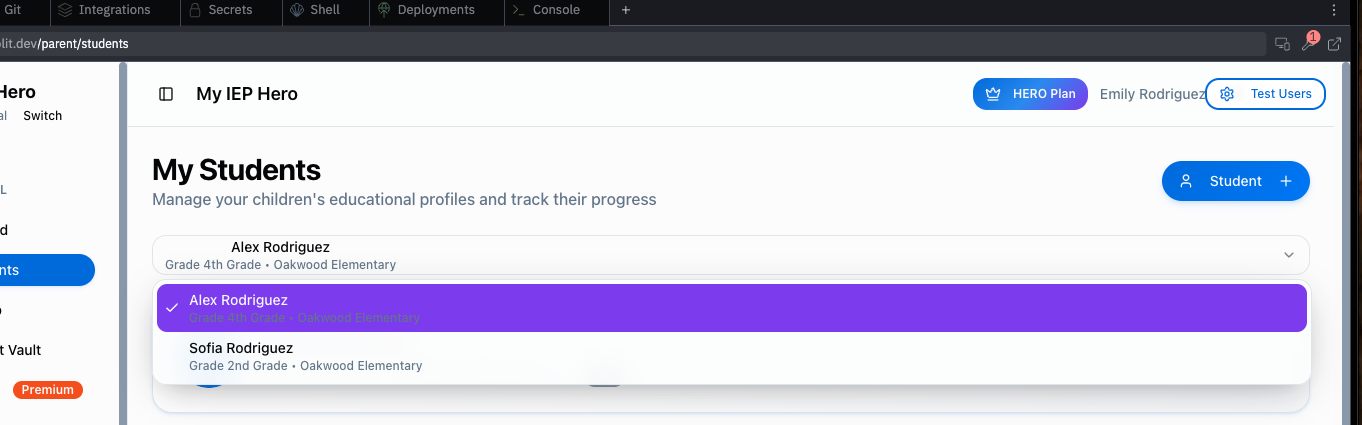 Git Integrations Secrets Shell Deployments Console +
lit.dev/parent/students
1
Hero
al Switch
My IEP Hero
HERO Plan
Emily Rodriguez
Test Users
L
d
nts
t Vault
Premium
My Students
Manage your children's educational profiles and track their progress
Student +
Alex Rodriguez
Grade 4th Grade • Oakwood Elementary
Alex Rodriguez
Grade 4th Grade • Oakwood Elementary
Sofia Rodriguez
Grade 2nd Grade • Oakwood Elementary